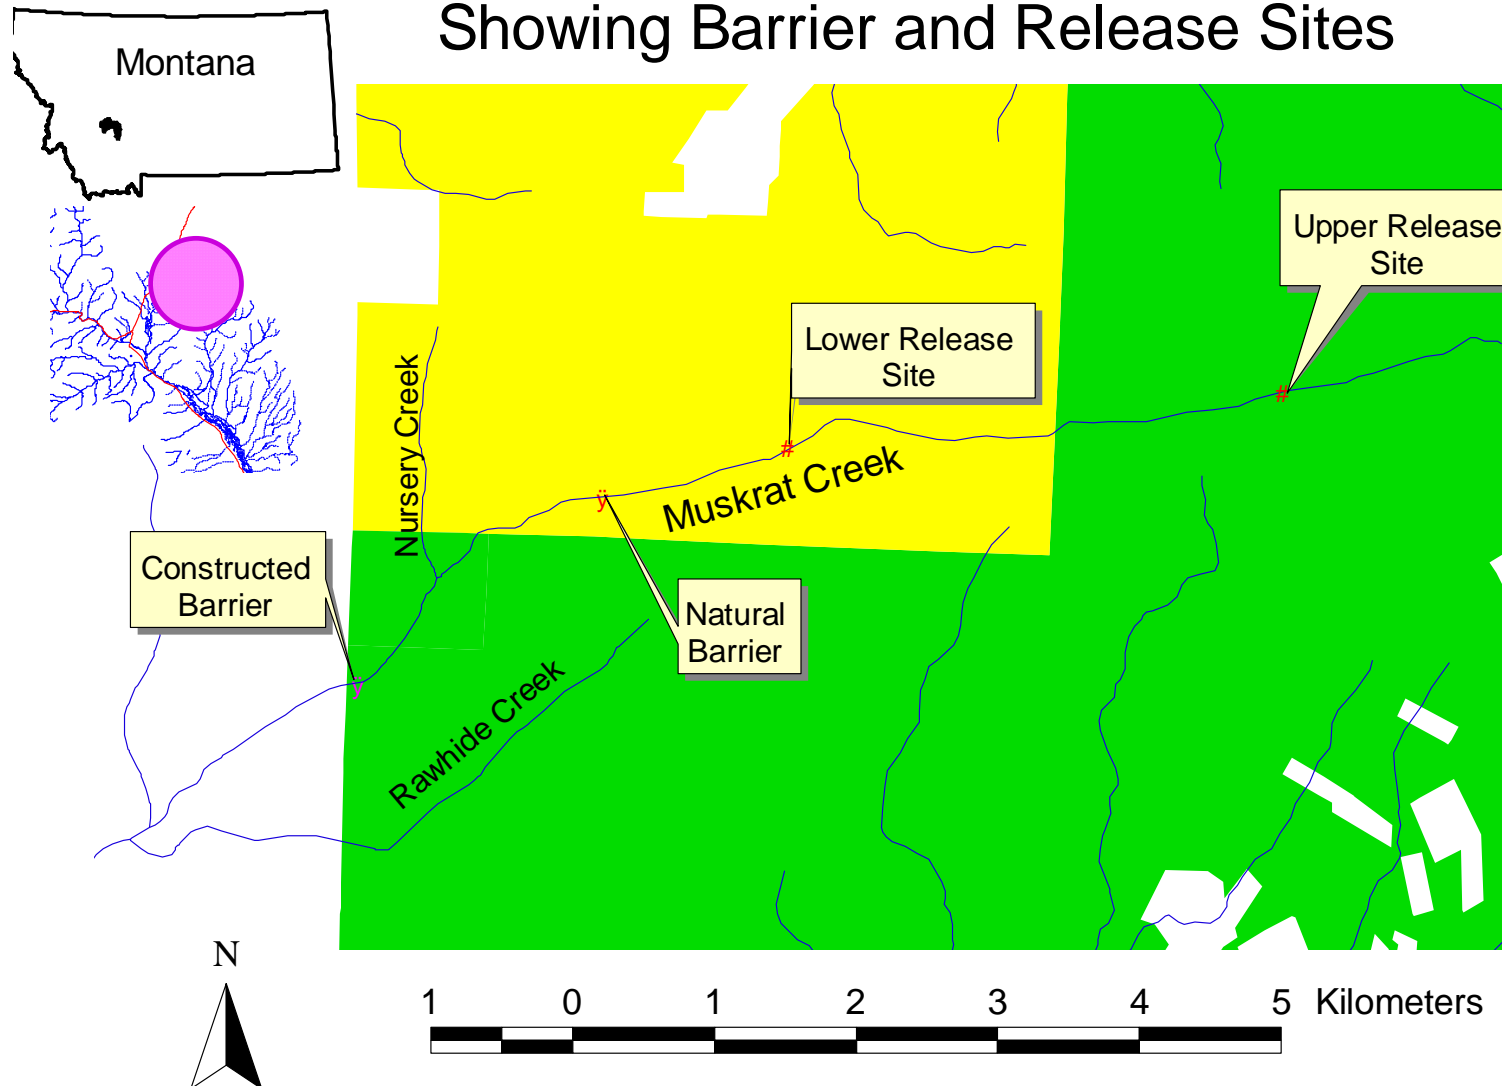 Showing Barrier and Release Sites
Montana
Upper Release
Site
Lower Release
Site
Nursery Creek
#
#
Muskrat Creek
ÿ
Constructed
Barrier
Natural
Barrier
ÿ
Rawhide Creek
N
1 0 1 2 3 4 5 Kilometers